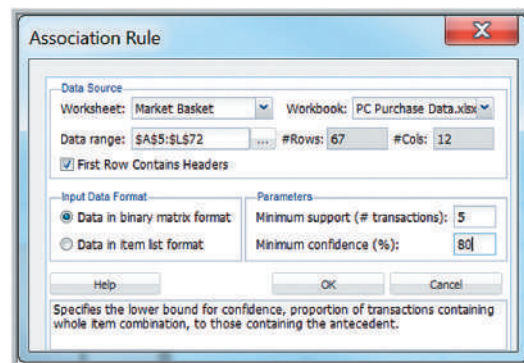 Association Rule
Data Source
Worksheet: Market Basket Workbook: PC Purchase Data.xlsx
Data range: $A$5:$L$72 ... #Rows: 67 #Cols: 12
First Row Contains Headers
Input Data Format Parameters
Data in binary matrix format Minimum support (# transactions): 5
Data in item list format Minimum confidence (%): 80
Help OK Cancel
Specifies the lower bound for confidence, proportion of transactions containing
whole item combination, to those containing the antecedent.